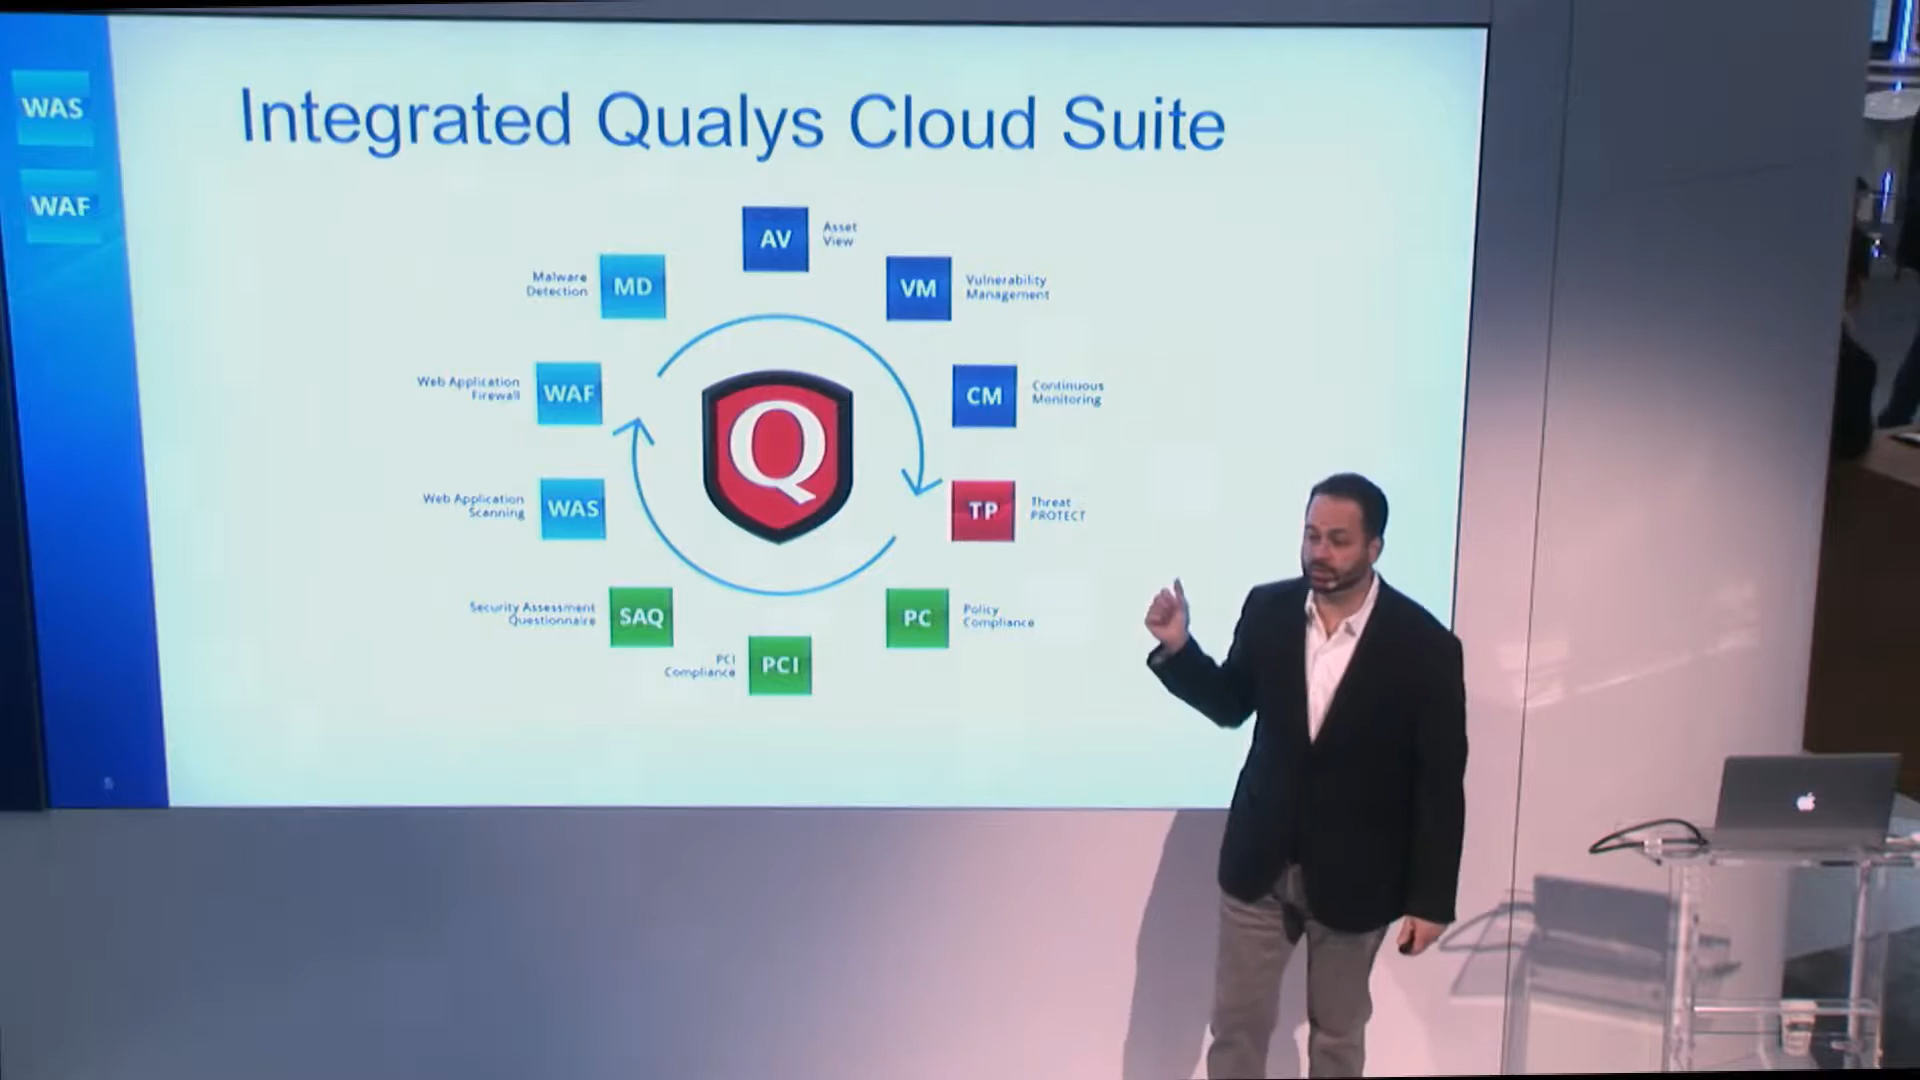 WAS
WAF
Integrated Qualys Cloud Suite
AV
Asset
View
Malware
Detection
MD
VM
Vulnerability
Management
Web Application
Firewall
WAF
CM
Continuous
Monitoring
Q
Web Application
Scanning
WAS
TP
Threat
PROTECT
Security Assessment
Questionnaire
SAQ
PC
Policy
Compliance
PCI
Compliance
PCI